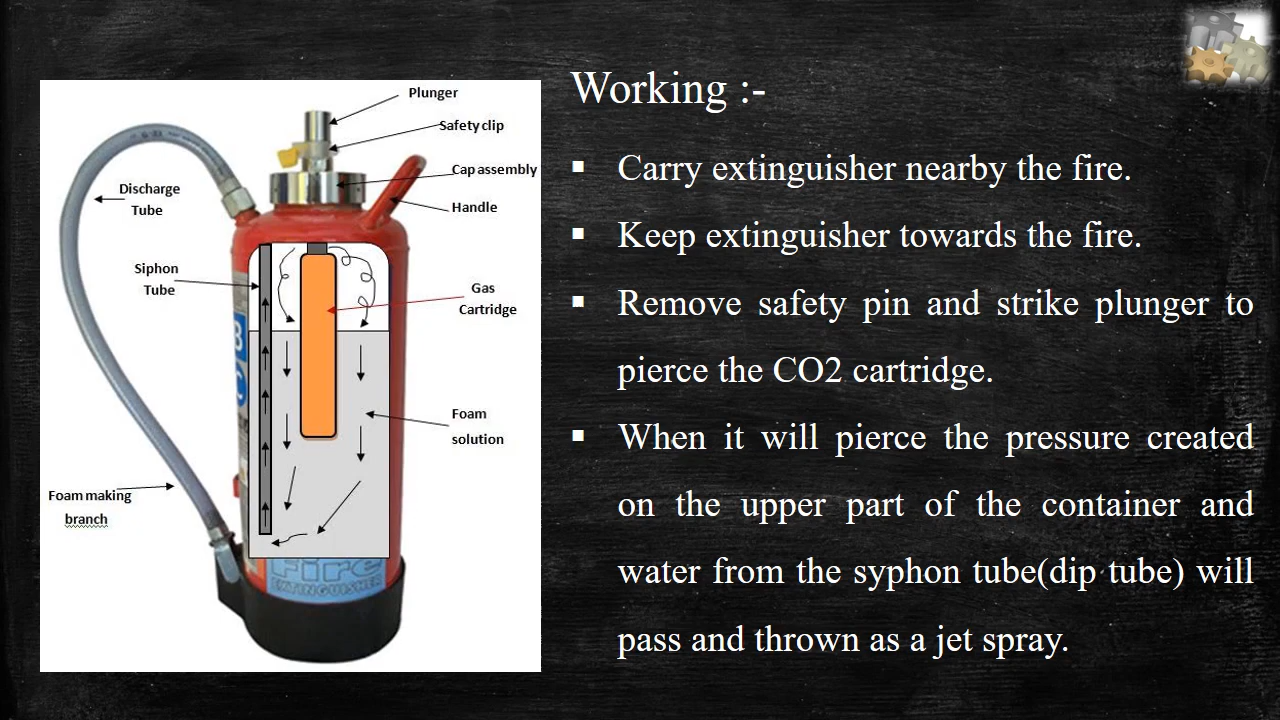 Plunger
Safety clip
Cap assembly
Handle
Discharge
Tube
Siphon
Tube
Gas
Cartridge
Foam
solution
Foam making
branch
B
C
Fire
EXTINGUISHER
Working :-
▪ Carry extinguisher nearby the fire.
▪ Keep extinguisher towards the fire.
▪ Remove safety pin and strike plunger to
pierce the CO2 cartridge.
▪ When it will pierce the pressure created
on the upper part of the container and
water from the syphon tube(dip tube) will
pass and thrown as a jet spray.